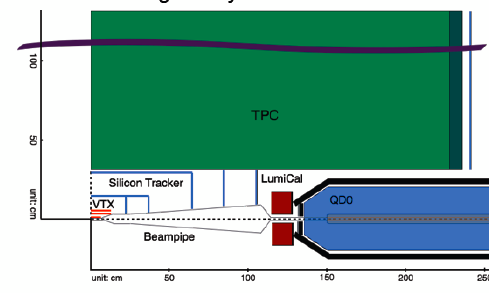 100
TPC
50
LumiCal
Silicon Tracker
QD0
VTX
unit: cm
Beampipe
unit: cm 50 100 150 200 250